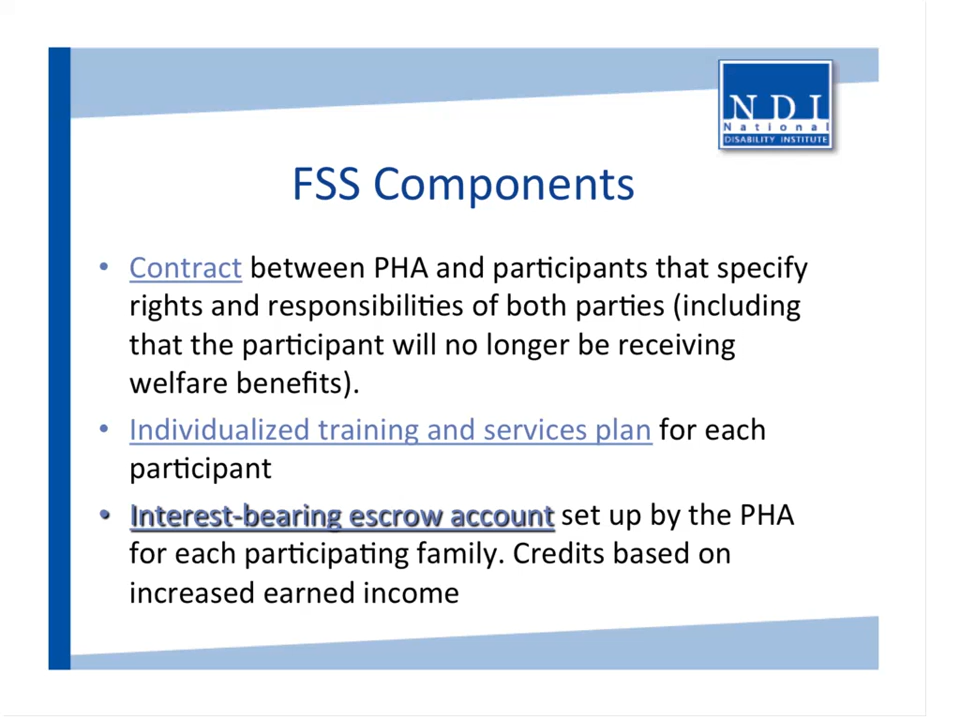 NDI
National
DISABILITY INSTITUTE
FSS Components
• Contract between PHA and participants that specify
rights and responsibilities of both parties (including
that the participant will no longer be receiving
welfare benefits).
• Individualized training and services plan for each
participant
• Interest-bearing escrow account set up by the PHA
for each participating family. Credits based on
increased earned income